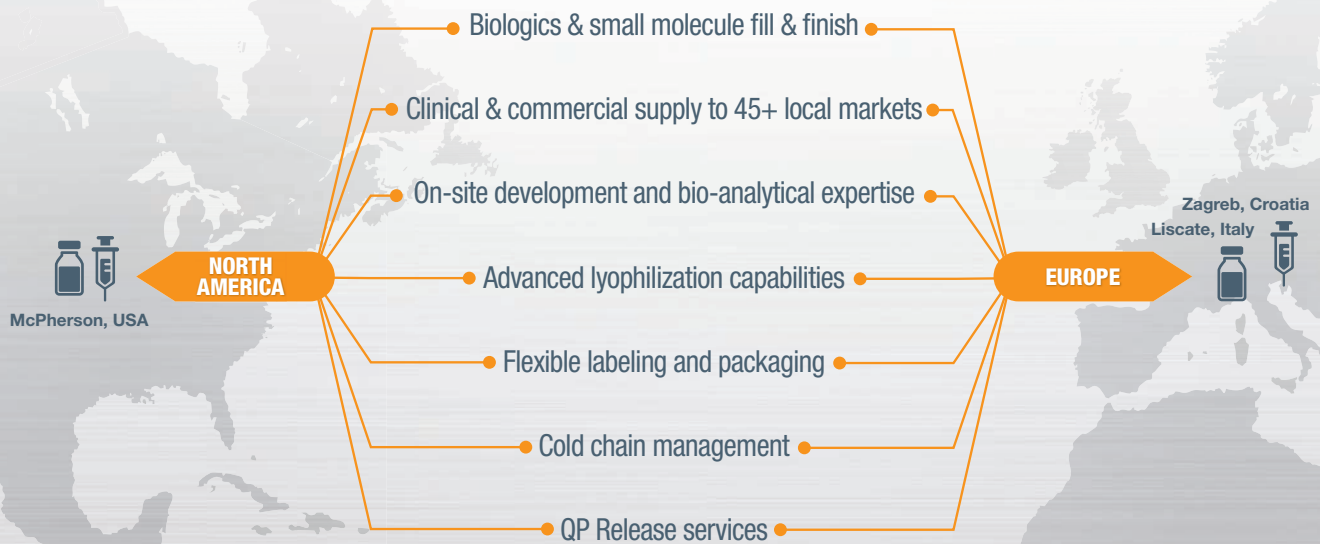 Biologics & small molecule fill & finish
Clinical & commercial supply to 45+ local markets
On-site development and bio-analytical expertise
Advanced lyophilization capabilities
Flexible labeling and packaging
Cold chain management
QP Release services
NORTH
AMERICA
McPherson, USA
EUROPE
Zagreb, Croatia
Liscate, Italy